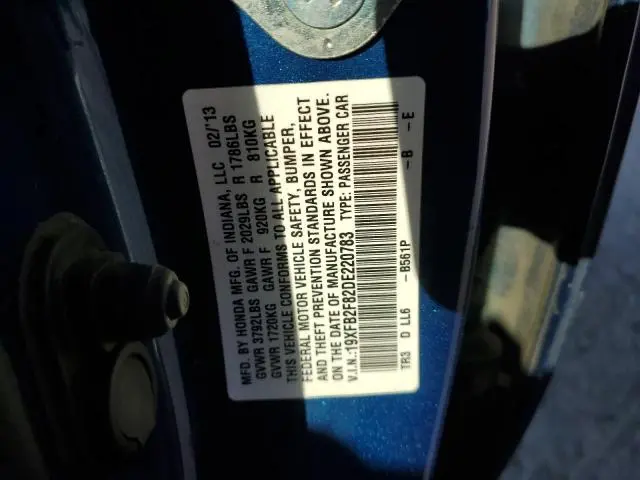 MFD. BY HONDA MFG. OF INDIANA, LLC 02/'13
GVWR 3792LBS GAWR F 2029LBS R 1786LBS
GVWR 1720KG GAWR F 920KG R 810KG
THIS VEHICLE CONFORMS TO ALL APPLICABLE
FEDERAL MOTOR VEHICLE SAFETY, BUMPER,
AND THEFT PREVENTION STANDARDS IN EFFECT
ON THE DATE OF MANUFACTURE SHOWN ABOVE.
V.I.N.:19XFB2F82DE220783 TYPE: PASSENGER CAR
TR3 D LL6 -B561P -B -E